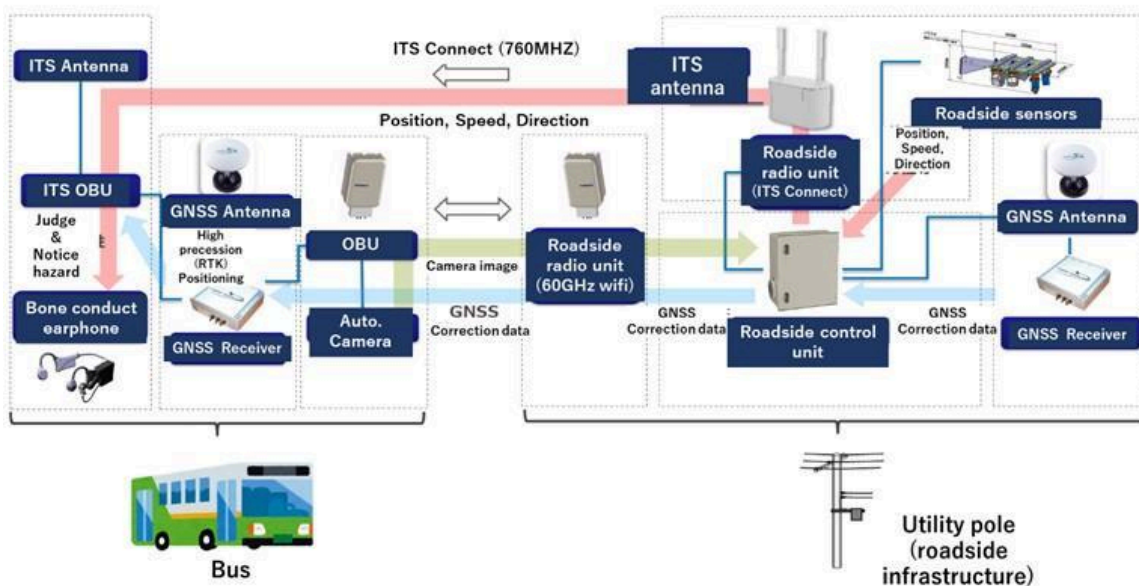 ITS Connect (760MHZ)
ITS Antenna
ITS
antenna
Position, Speed, Direction
Roadside sensors
Position,
Speed,
Direction
Roadside
radio unit
(ITS Connect)
ITS OBU
GNSS Antenna
GNSS Antenna
Judge
&
Notice
hazard
E
High
precession
(RTK)
Positioning
OBU
Camera image
Roadside
radio unit
(60GHz wifi)
Bone conduct
earphone
GNSS Receiver
Auto.
Camera
GNSS
Correction data
GNSS
Correction data
Roadside control
unit
GNSS
Correction data
GNSS Receiver
Bus
Utility pole
(roadside
infrastructure)